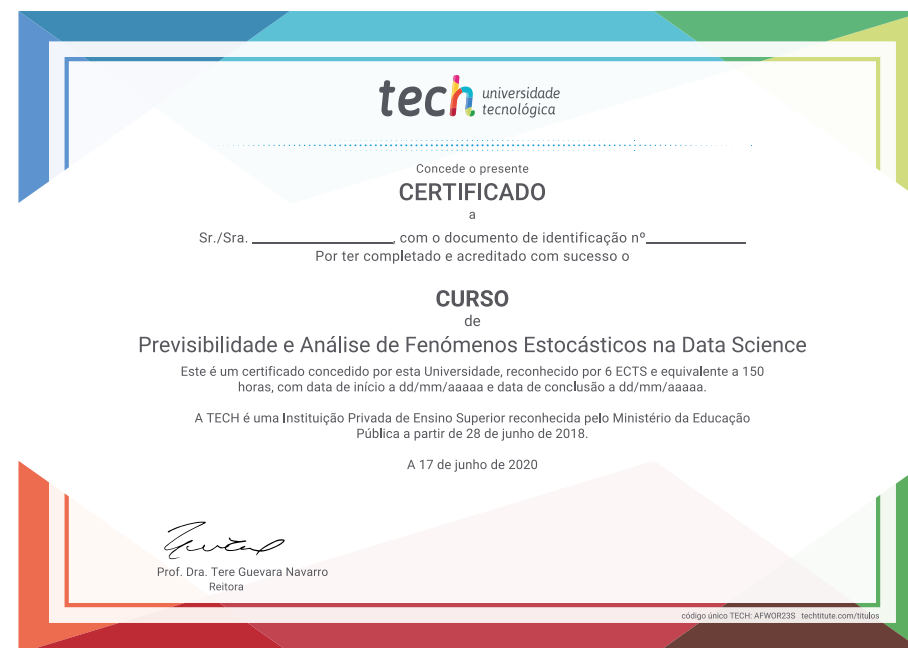 tech universidade
tecnológica
Concede o presente
CERTIFICADO
a
Sr./Sra. , com o documento de identificação nº
Por ter completado e acreditado com sucesso o
CURSO
de
Previsibilidade e Análise de Fenómenos Estocásticos na Data Science
Este é um certificado concedido por esta Universidade, reconhecido por 6 ECTS e equivalente a 150
horas, com data de início a dd/mm/aaaaa e data de conclusão a dd/mm/aaaaa.
A TECH é uma Instituição Privada de Ensino Superior reconhecida pelo Ministério da Educação
Pública a partir de 28 de junho de 2018.
A 17 de junho de 2020
Prof. Dra. Tere Guevara Navarro
Reitora
código único TECH: AFWOR23S techtitute.com/titulos